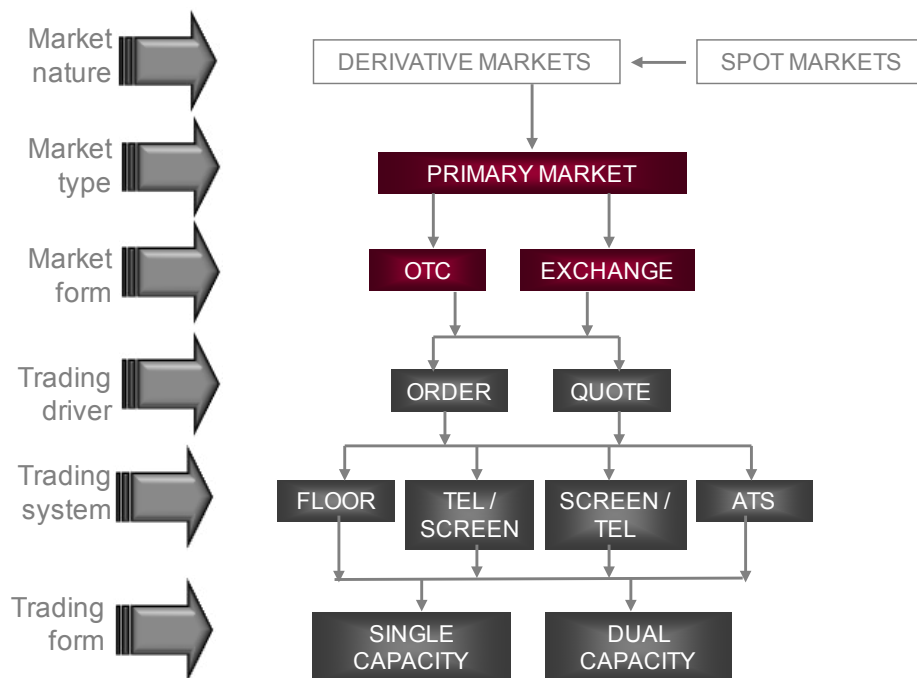 Market
nature
DERIVATIVE MARKETS
SPOT MARKETS
Market
type
PRIMARY MARKET
Market
form
OTC
EXCHANGE
Trading
driver
ORDER
QUOTE
Trading
system
FLOOR
TEL /
SCREEN
SCREEN /
TEL
ATS
Trading
form
SINGLE
CAPACITY
DUAL
CAPACITY